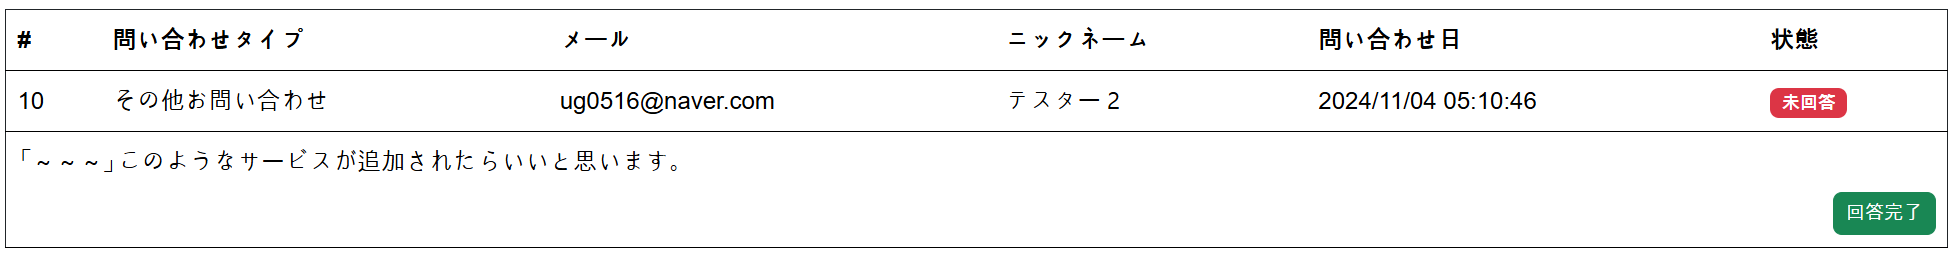 # 問い合わせタイプ メール ニックネーム 問い合わせ日 状態
10 その他お問い合わせ ug0516@naver.com テスター2 2024/11/04 05:10:46 未回答
「～～～」このようなサービスが追加されたらいいと思います。
回答完了